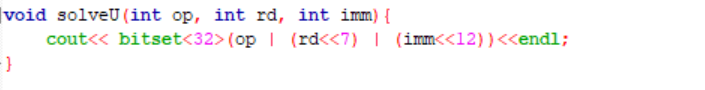 void solveU(int op, int rd, int imm){
    cout<< bitset<32>(op | (rd<<7) | (imm<<12))<<endl;
}